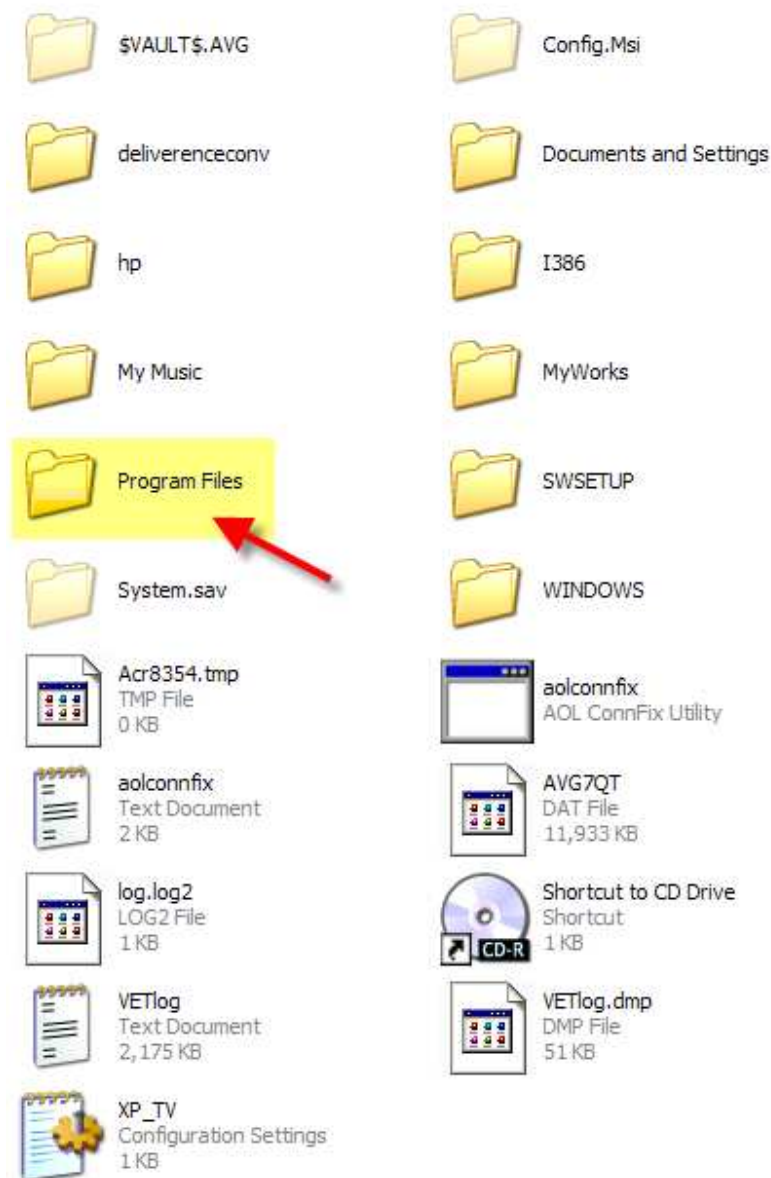 $VAULT$.AVG
Config.Msi
deliverenceconv
Documents and Settings
hp
I386
My Music
MyWorks
Program Files
SWSETUP
System.sav
WINDOWS
Acr8354.tmp
TMP File
0 KB
aolconnfix
AOL ConnFix Utility
aolconnfix
Text Document
2 KB
AVG7QT
DAT File
11,933 KB
log.log2
LOG2 File
1 KB
Shortcut to CD Drive
Shortcut
1 KB
CD-R
VETlog
Text Document
2,175 KB
VETlog.dmp
DMP File
51 KB
XP_TV
Configuration Settings
1 KB